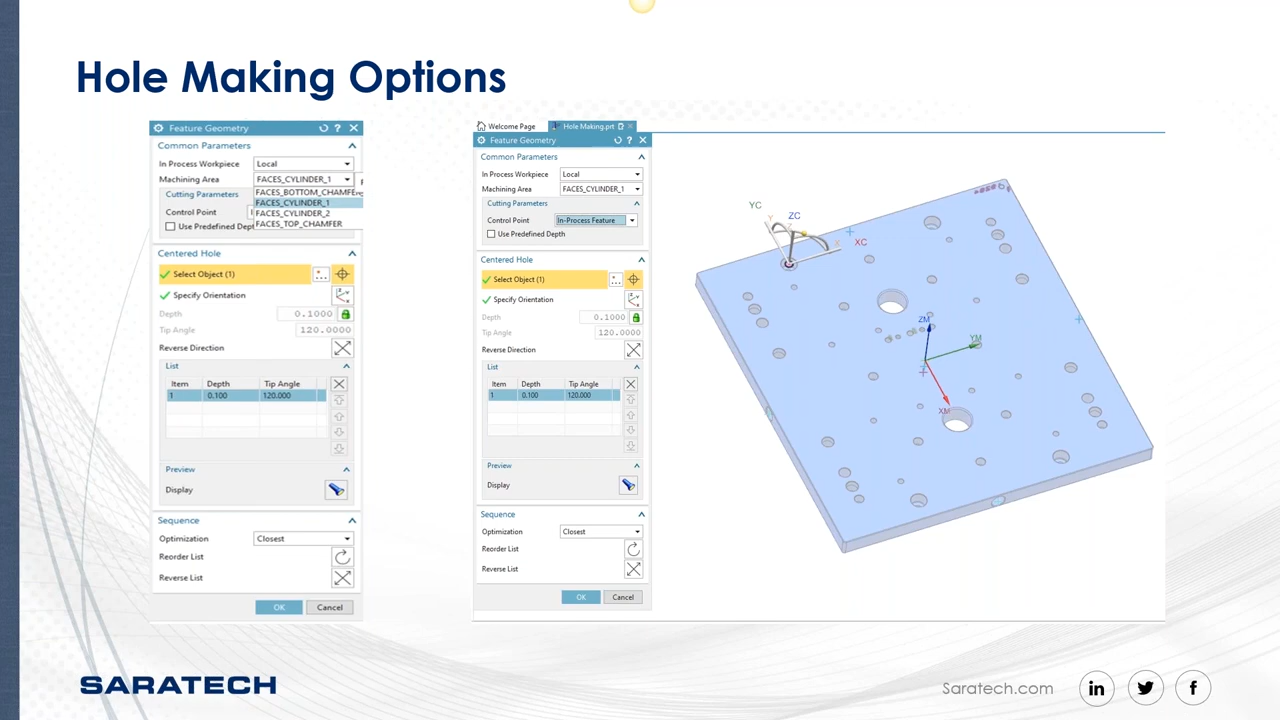 Hole Making Options
Feature Geometry
Common Parameters
In Process Workpiece Local
Machining Area FACES_CYLINDER_1
FACES_BOTTOM_CHAMFER
FACES_CYLINDER_1
FACES_CYLINDER_2
FACES_TOP_CHAMFER
Cutting Parameters
Control Point
Use Predefined Dept
Centered Hole
Select Object (1)
Specify Orientation
Depth 0.1000
Tip Angle 120.0000
Reverse Direction
List
Item Depth Tip Angle
1 0.100 120.000
Preview
Display
Sequence
Optimization Closest
Reorder List
Reverse List
OK Cancel
Welcome Page Hole Making.prt
Feature Geometry
Common Parameters
In Process Workpiece Local
Machining Area FACES_CYLINDER_1
Cutting Parameters
Control Point In-Process Feature
Use Predefined Depth
Centered Hole
Select Object (1)
Specify Orientation
Depth 0.1000
Tip Angle 120.0000
Reverse Direction
List
Item Depth Tip Angle
1 0.100 120.000
Preview
Display
Sequence
Optimization Closest
Reorder List
Reverse List
OK Cancel
YC
ZC
XC
ZM
YM
XM
SARATECH
Saratech.com
in
f